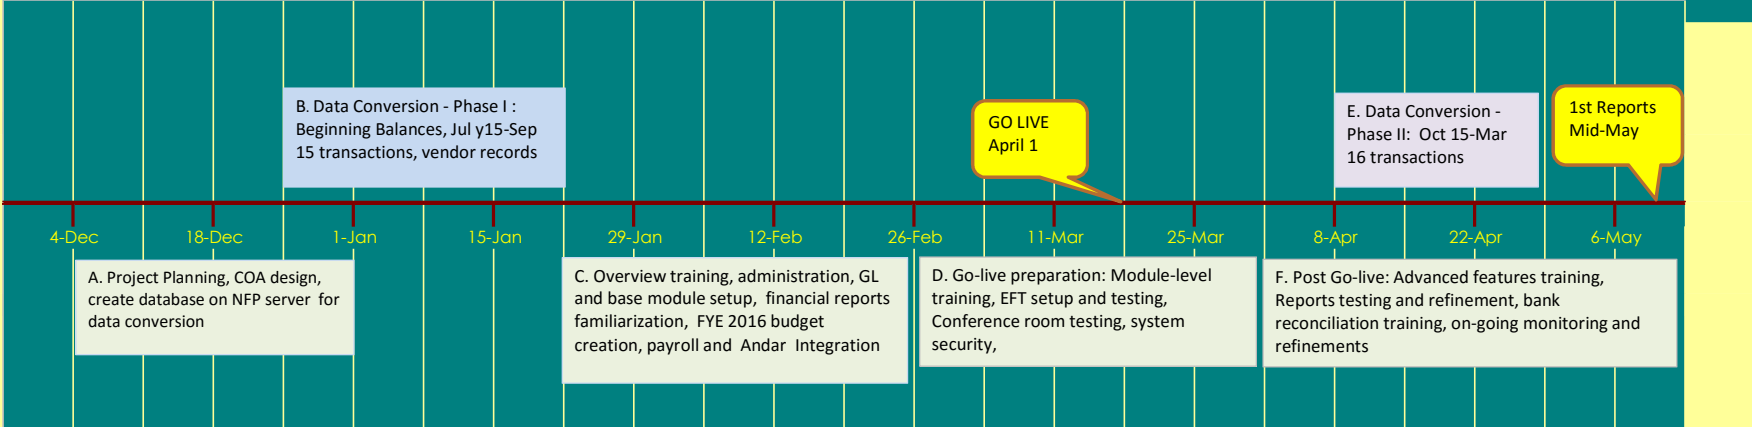 B. Data Conversion - Phase I :
Beginning Balances, Jul y15-Sep
15 transactions, vendor records
GO LIVE
April 1
E. Data Conversion -
Phase II:  Oct 15-Mar
16 transactions
1st Reports
Mid-May
4-Dec
18-Dec
1-Jan
15-Jan
29-Jan
12-Feb
26-Feb
11-Mar
25-Mar
8-Apr
22-Apr
6-May
A. Project Planning, COA design,
create database on NFP server  for
data conversion
C. Overview training, administration, GL
and base module setup,  financial reports
familiarization,  FYE 2016 budget
creation, payroll and  Andar  Integration
D. Go-live preparation: Module-level
training, EFT setup and testing,
Conference room testing, system
security,
F. Post Go-live: Advanced features training,
Reports testing and refinement, bank
reconciliation training, on-going monitoring and
refinements